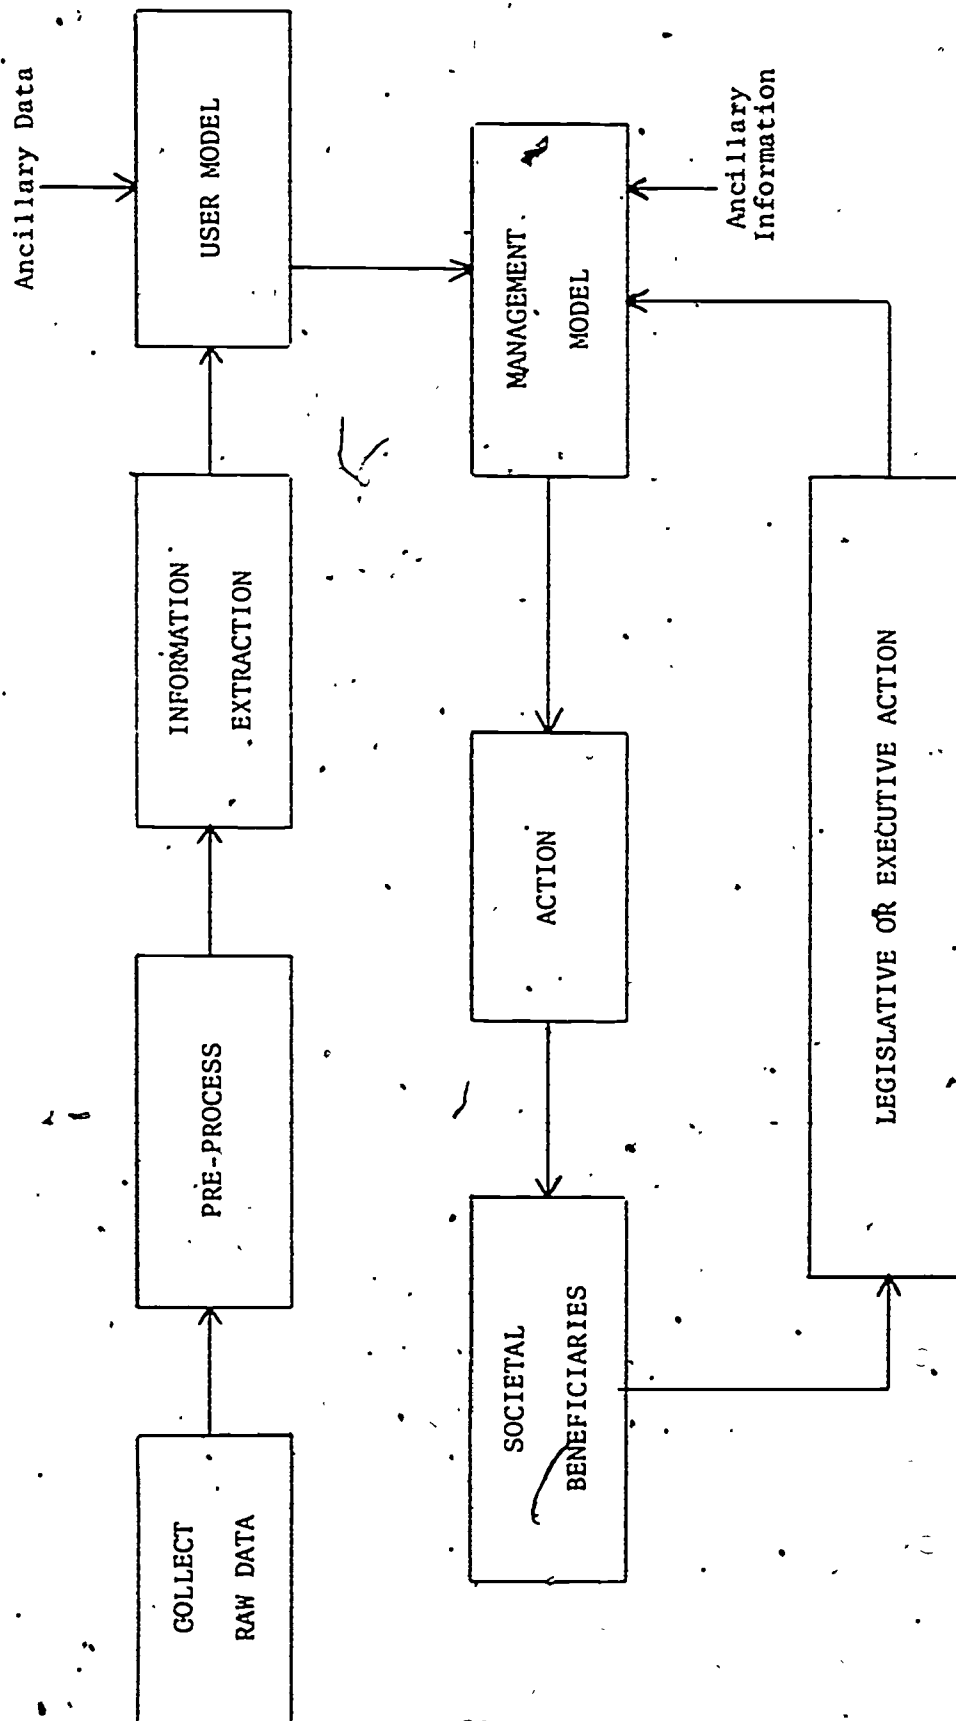 Ancillary Data
COLLECT
RAW DATA
PRE-PROCESS
INFORMATION
EXTRACTION
USER MODEL
SOCIETAL
BENEFICIARIES
ACTION
MANAGEMENT
MODEL
Ancillary
Information
LEGISLATIVE OR EXECUTIVE ACTION